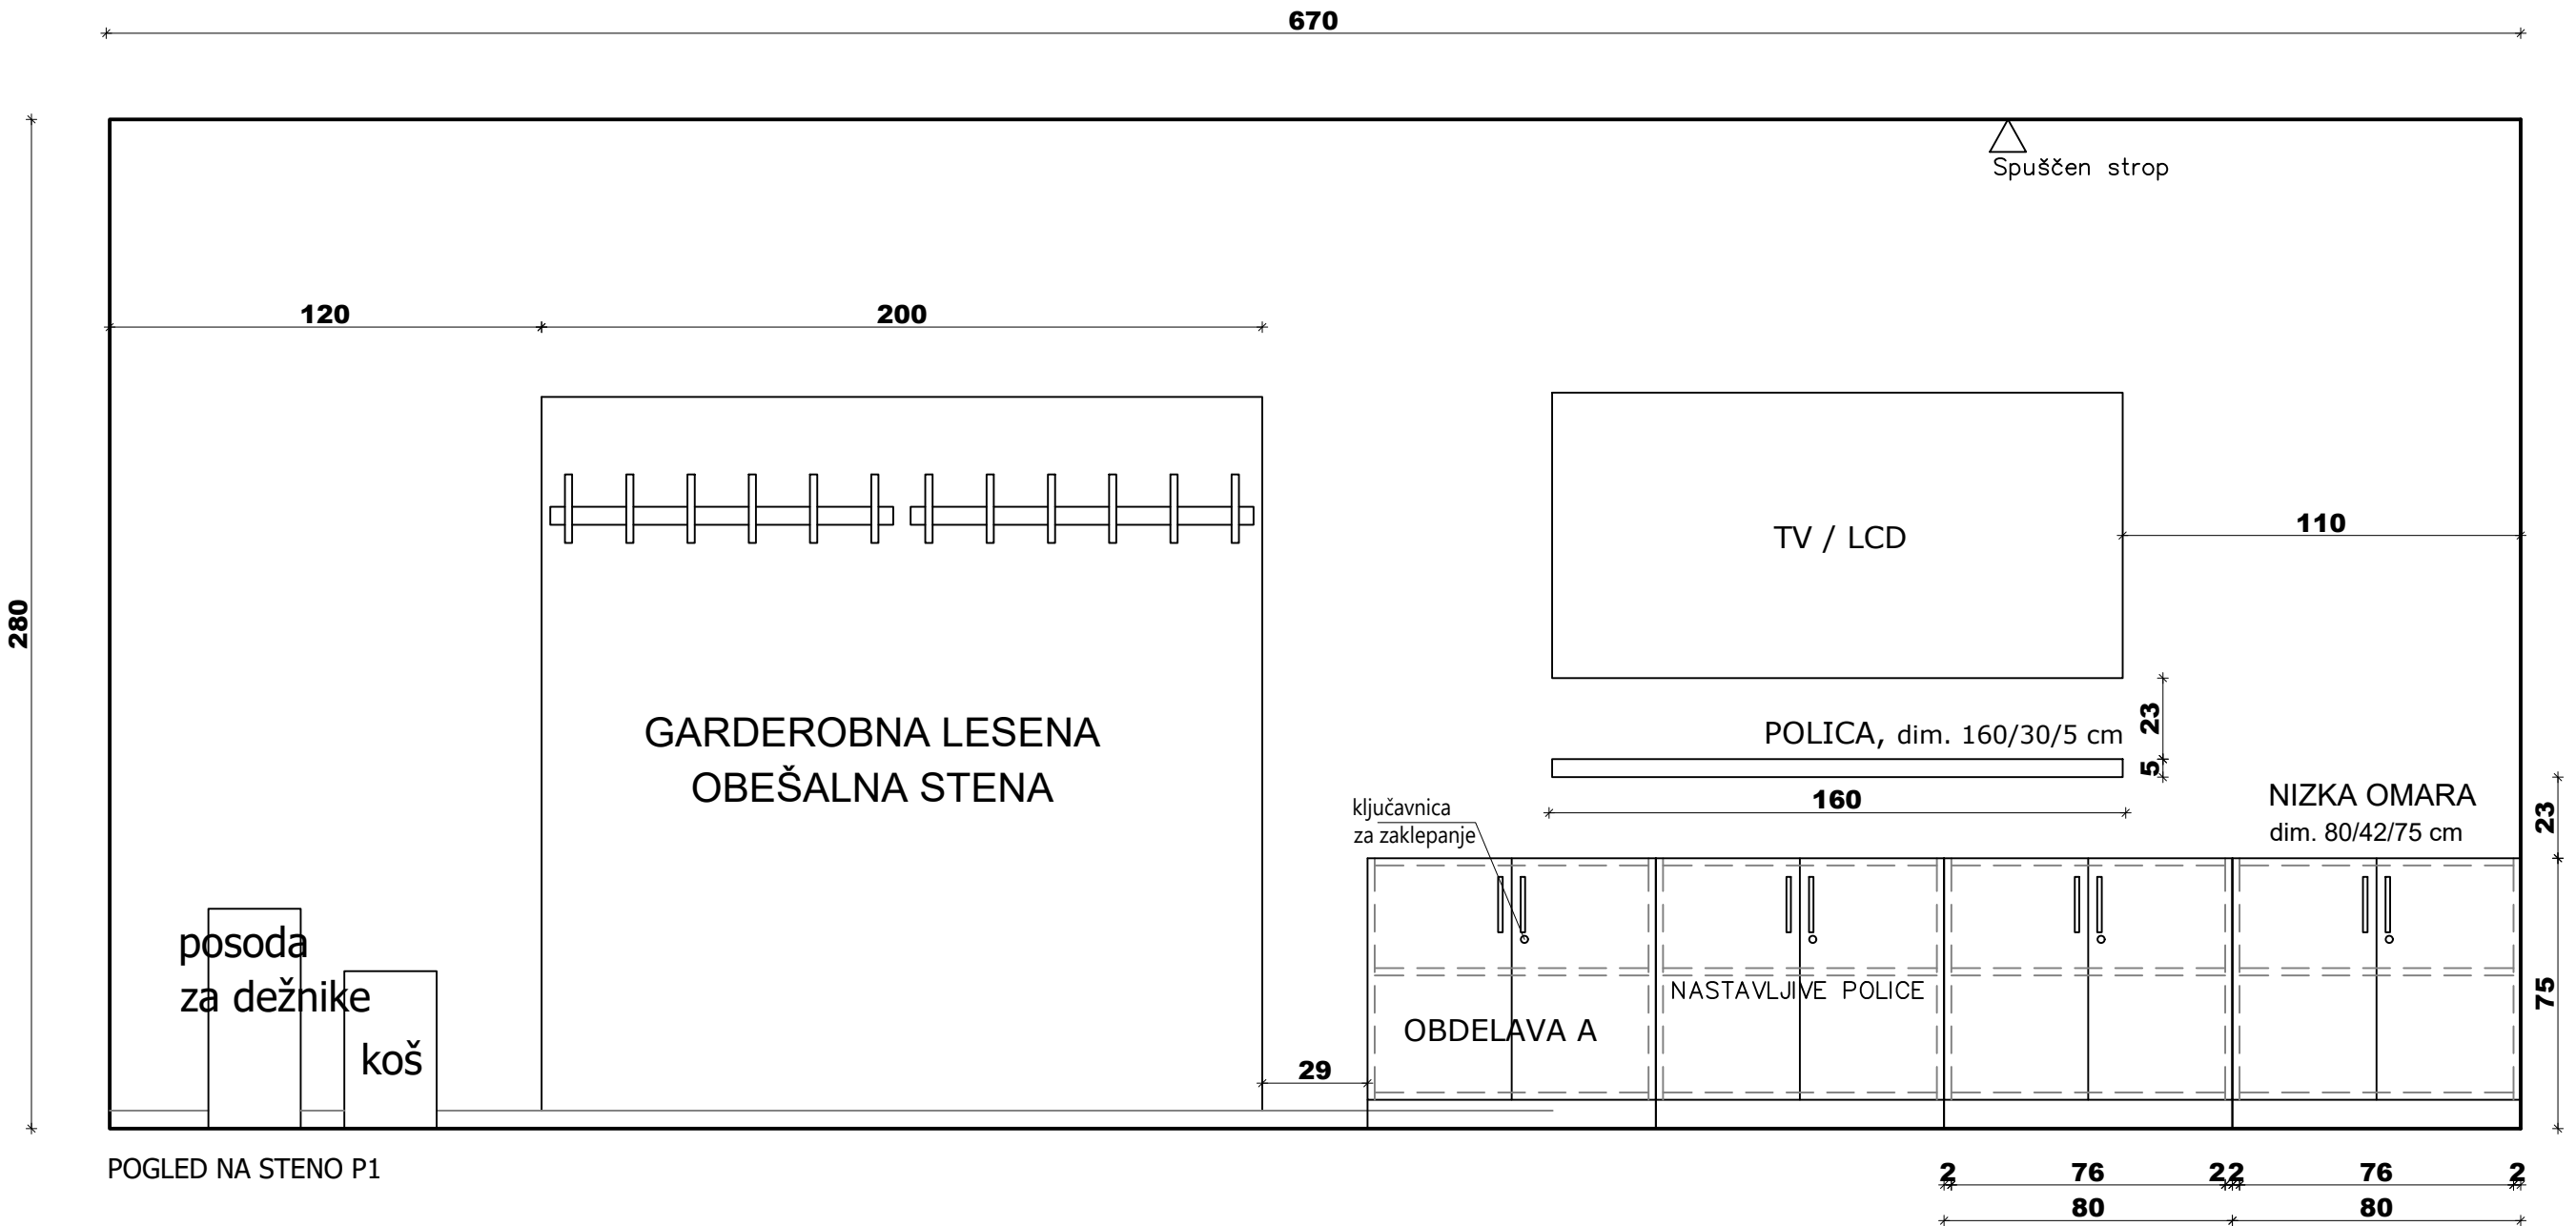 670
Spuščen strop
120
200
280
TV / LCD
110
GARDEROBNA LESENA
OBEŠALNA STENA
POLICA, dim. 160/30/5 cm
23
5
160
ključavnica
za zaklepanje
NIZKA OMARA
dim. 80/42/75 cm
23
posoda
za dežnike
koš
NASTAVLJIVE POLICE
OBDELAVA A
75
29
POGLED NA STENO P1
2 76 2 2 76 2
80 80